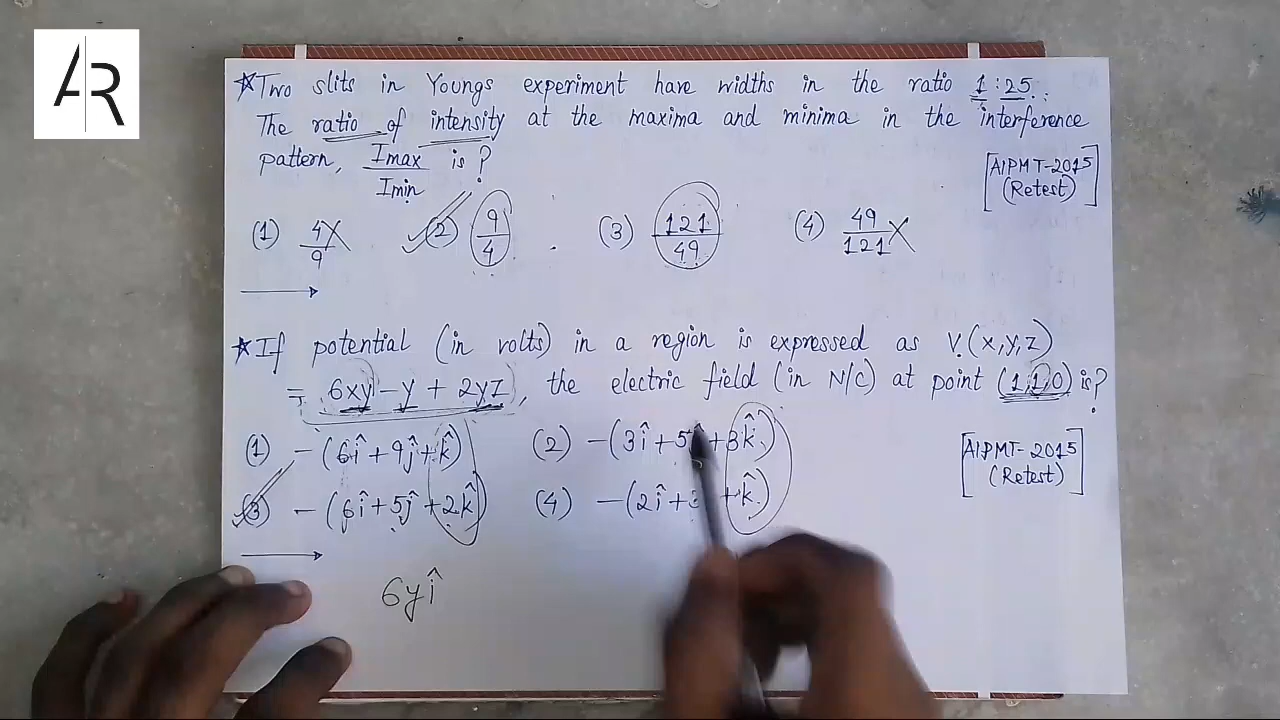 AR
*Two slits in Youngs experiment have widths in the ratio 1:25.
The ratio of intensity at the maxima and minima in the interference
pattern, Imax/Imin is?
[AIPMT-2015
(Retest)]
(1) 4/9 (2) 9/4 (3) 121/49 (4) 49/121
*If potential (in volts) in a region is expressed as V(x,y,z)
= 6xy - y + 2yz, the electric field (in N/C) at point (1,1,0) is?
(1) -(6î+9ĵ+k̂) (2) -(3î+5ĵ+3k̂)
[AIPMT-2015
(Retest)]
(3) -(6î+5ĵ+2k̂) (4) -(2î+ +k̂)
6yî